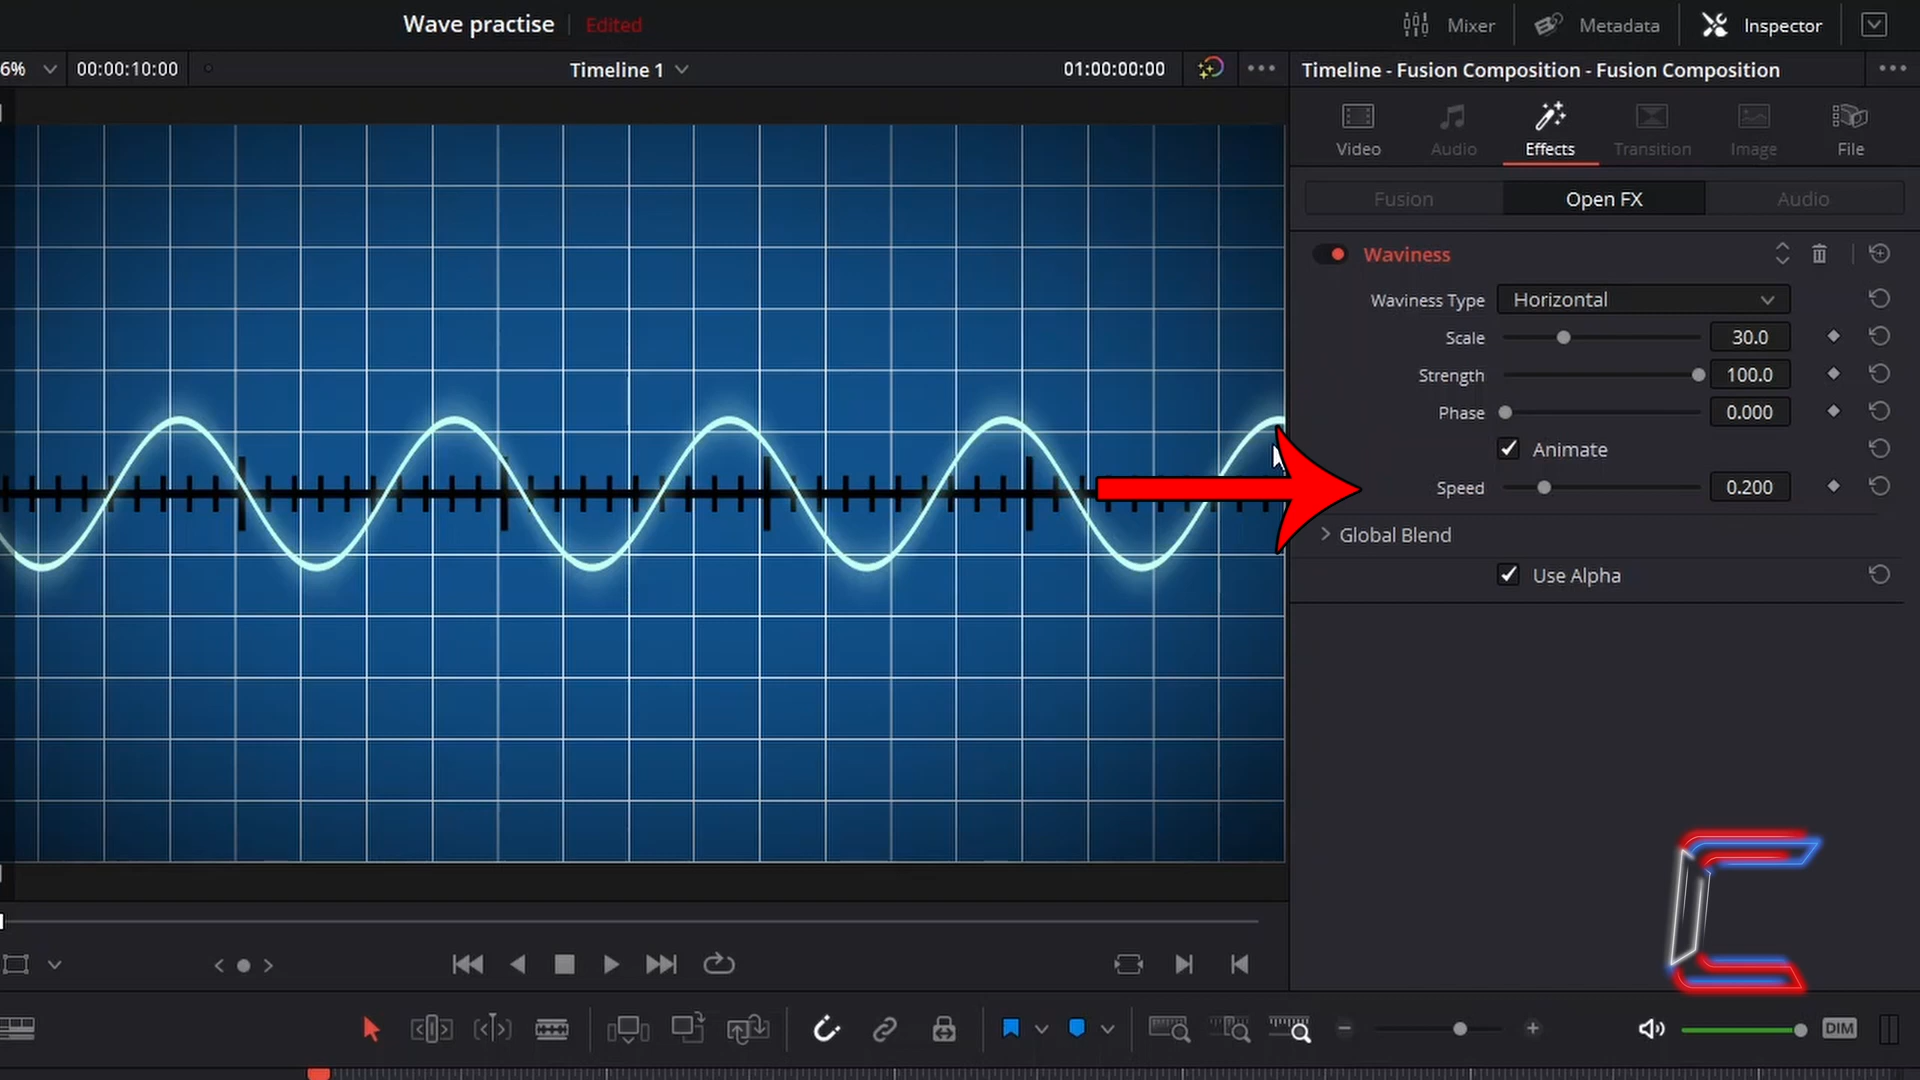 Wave practise Edited Mixer Metadata Inspector
6% 00:00:10:00 Timeline 1 01:00:00:00 Timeline - Fusion Composition - Fusion Composition
Video Audio Effects Transition Image File
Fusion Open FX Audio
Waviness
Waviness Type Horizontal
Scale 30.0
Strength 100.0
Phase 0.000
Animate
Speed 0.200
Global Blend
Use Alpha
DIM